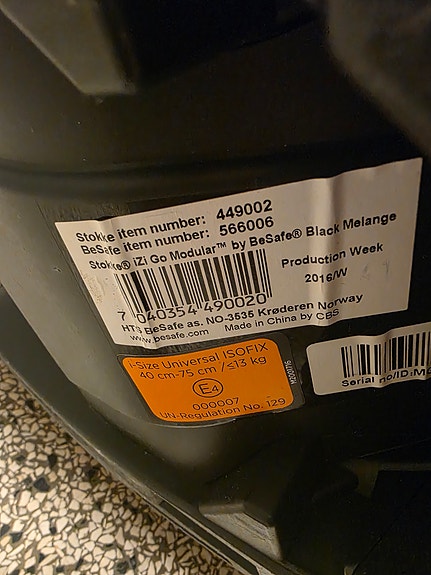 Stokke item number: 449002
BeSafe item number: 566006
Stokke® iZi Go Modular™ by BeSafe® Black Melange
Production Week
2016/W
7 040354 490020
HTS BeSafe as. NO-3535 Krøderen Norway
www.besafe.com Made in China by CBS
i-Size Universal ISOFIX
40 cm-75 cm /≤13 kg
E4
000007
UN-Regulation No. 129
Serial no/ID: